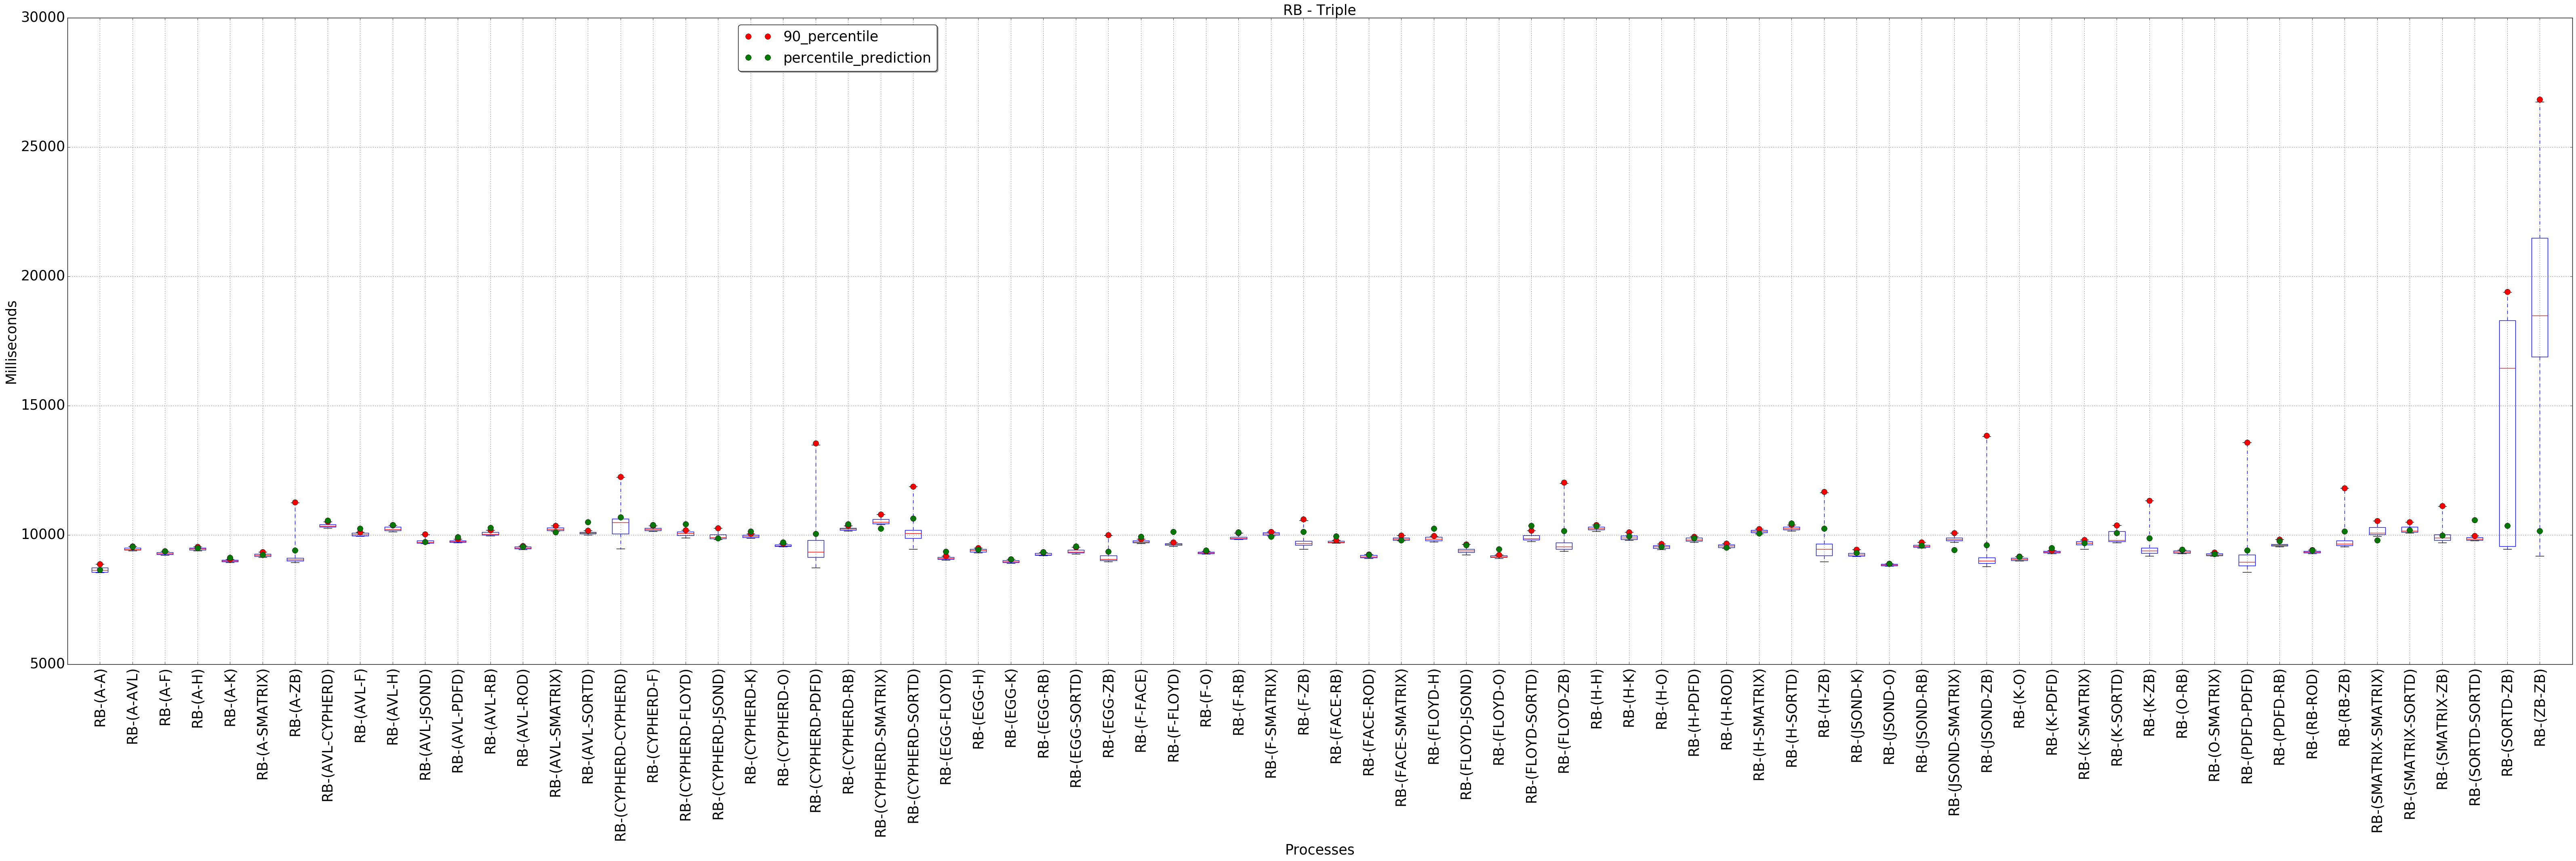 RB - Triple
90_percentile
percentile_prediction
30000
25000
20000
15000
10000
5000
Milliseconds
RB-(A-A)
RB-(A-AVL)
RB-(A-F)
RB-(A-H)
RB-(A-K)
RB-(A-SMATRIX)
RB-(A-ZB)
RB-(AVL-CYPHERD)
RB-(AVL-F)
RB-(AVL-H)
RB-(AVL-JSOND)
RB-(AVL-PDFD)
RB-(AVL-RB)
RB-(AVL-ROD)
RB-(AVL-SMATRIX)
RB-(AVL-SORTD)
RB-(CYPHERD-CYPHERD)
RB-(CYPHERD-F)
RB-(CYPHERD-FLOYD)
RB-(CYPHERD-JSOND)
RB-(CYPHERD-K)
RB-(CYPHERD-O)
RB-(CYPHERD-PDFD)
RB-(CYPHERD-RB)
RB-(CYPHERD-SMATRIX)
RB-(CYPHERD-SORTD)
RB-(EGG-FLOYD)
RB-(EGG-H)
RB-(EGG-K)
RB-(EGG-RB)
RB-(EGG-SORTD)
RB-(EGG-ZB)
RB-(F-FACE)
RB-(F-FLOYD)
RB-(F-O)
RB-(F-RB)
RB-(F-SMATRIX)
RB-(F-ZB)
RB-(FACE-RB)
RB-(FACE-ROD)
RB-(FACE-SMATRIX)
RB-(FLOYD-H)
RB-(FLOYD-JSOND)
RB-(FLOYD-O)
RB-(FLOYD-SORTD)
RB-(FLOYD-ZB)
RB-(H-H)
RB-(H-K)
RB-(H-O)
RB-(H-PDFD)
RB-(H-ROD)
RB-(H-SMATRIX)
RB-(H-SORTD)
RB-(H-ZB)
RB-(JSOND-K)
RB-(JSOND-O)
RB-(JSOND-RB)
RB-(JSOND-SMATRIX)
RB-(JSOND-ZB)
RB-(K-O)
RB-(K-PDFD)
RB-(K-SMATRIX)
RB-(K-SORTD)
RB-(K-ZB)
RB-(O-RB)
RB-(O-SMATRIX)
RB-(PDFD-PDFD)
RB-(PDFD-RB)
RB-(RB-ROD)
RB-(RB-ZB)
RB-(SMATRIX-SMATRIX)
RB-(SMATRIX-SORTD)
RB-(SMATRIX-ZB)
RB-(SORTD-SORTD)
RB-(SORTD-ZB)
RB-(ZB-ZB)
Processes